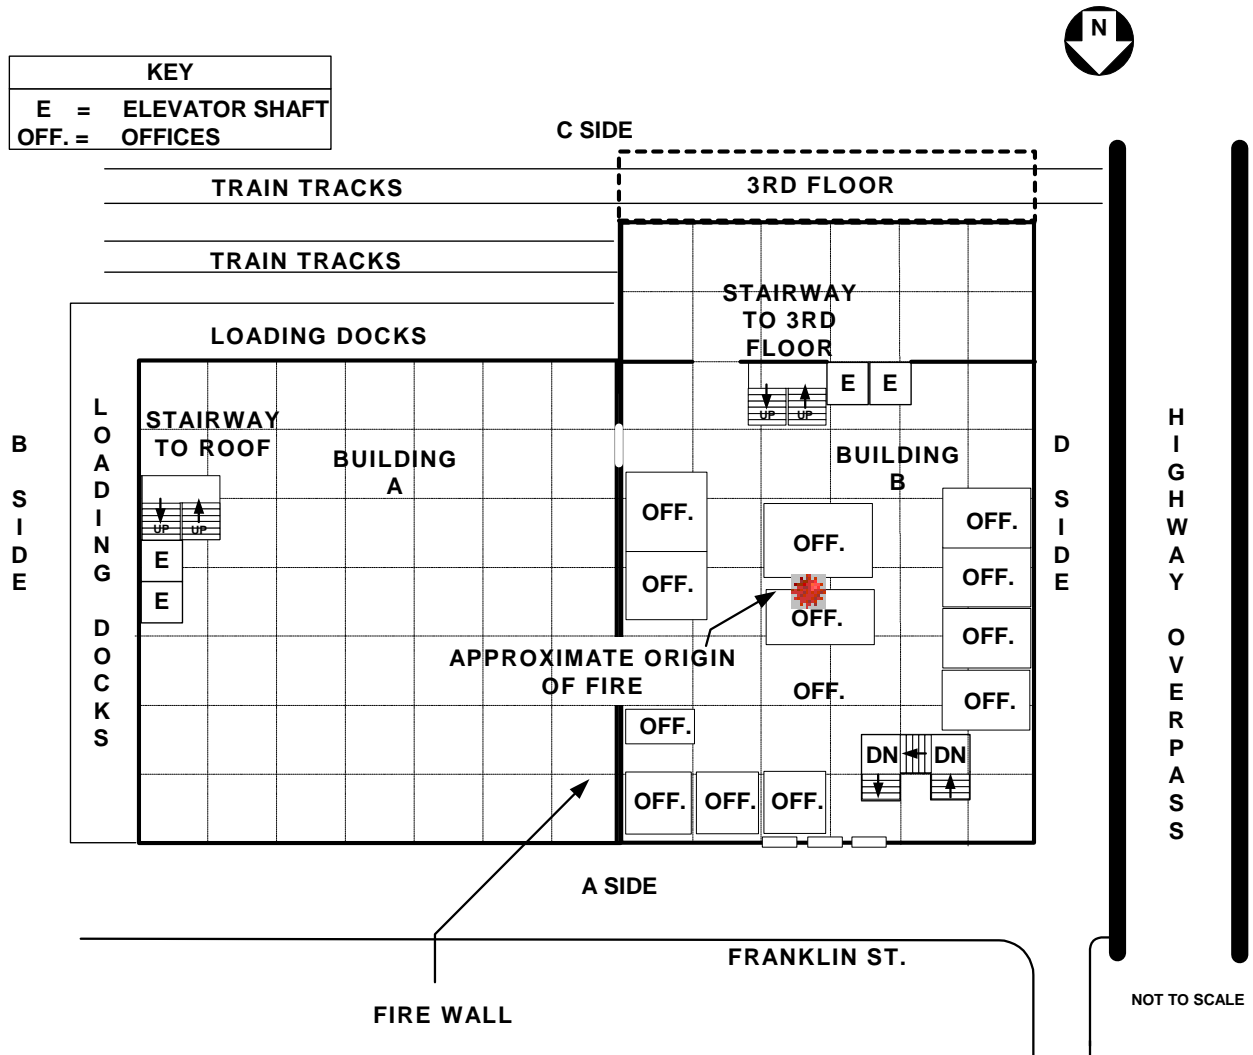 N
KEY
E = ELEVATOR SHAFT
OFF. = OFFICES
C SIDE
TRAIN TRACKS
3RD FLOOR
TRAIN TRACKS
STAIRWAY
TO 3RD
FLOOR
LOADING DOCKS
E E
UP UP
STAIRWAY
TO ROOF
BUILDING
A
BUILDING
B
B SIDE
LOADING DOCKS
D SIDE
HIGHWAY OVERPASS
UP UP
E
E
OFF.
OFF.
OFF.
OFF.
OFF.
OFF.
OFF.
OFF.
APPROXIMATE ORIGIN
OF FIRE
OFF.
OFF.
OFF.
DN DN
OFF. OFF. OFF.
A SIDE
FRANKLIN ST.
NOT TO SCALE
FIRE WALL